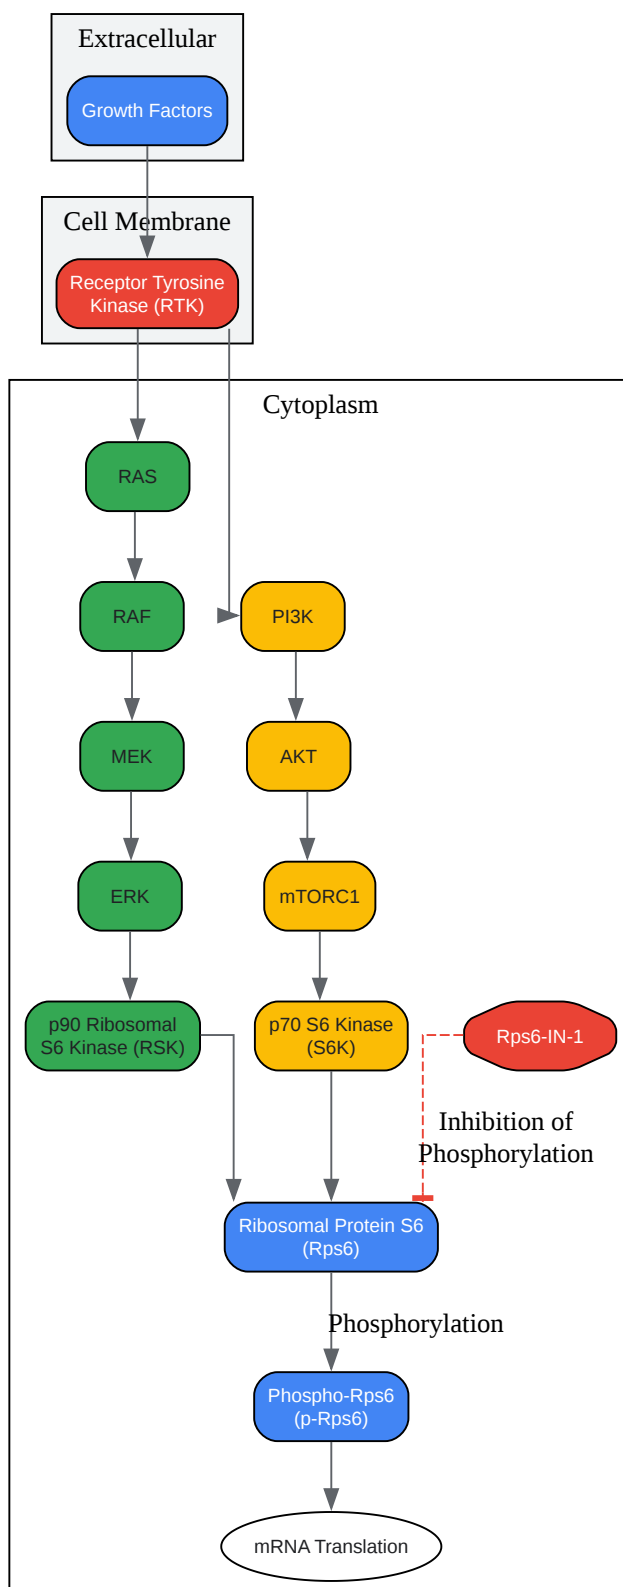 Extracellular
Growth Factors
Cell Membrane
Receptor Tyrosine
Kinase (RTK)
Cytoplasm
RAS
RAF
PI3K
MEK
AKT
ERK
mTORC1
p90 Ribosomal
S6 Kinase (RSK)
p70 S6 Kinase
(S6K)
Rps6-IN-1
Inhibition of
Phosphorylation
Ribosomal Protein S6
(Rps6)
Phosphorylation
Phospho-Rps6
(p-Rps6)
mRNA Translation